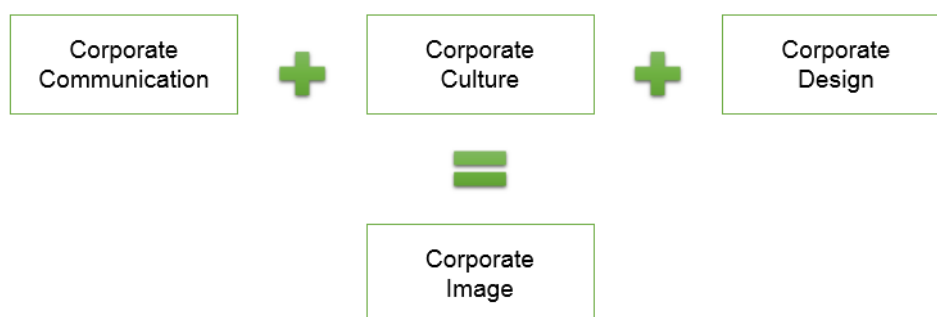 Corporate
Communication
Corporate
Culture
Corporate
Design
Corporate
Image